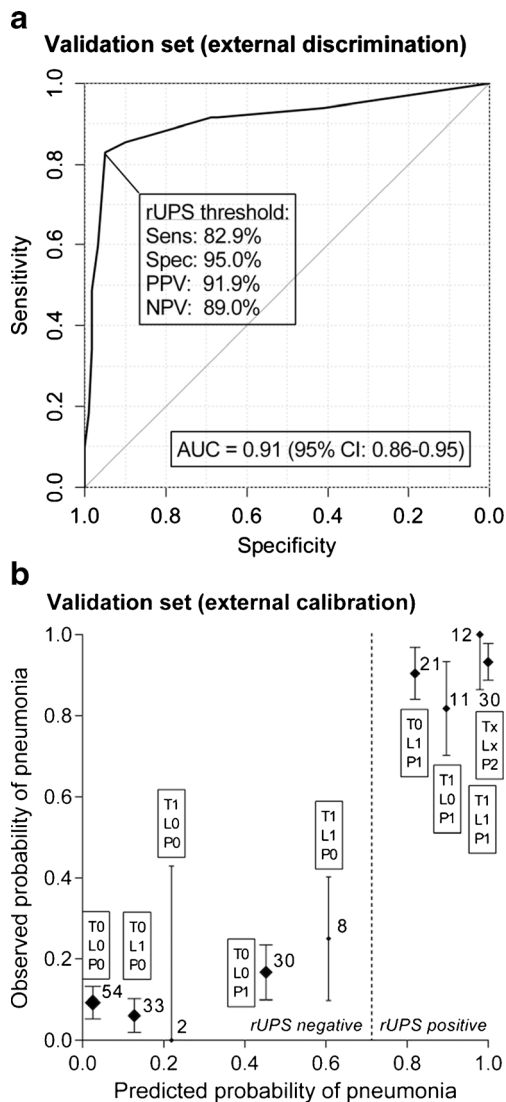 a
Validation set (external discrimination)
1.0
0.8
0.6
0.4
0.2
0.0
Sensitivity
rUPS threshold:
Sens: 82.9%
Spec: 95.0%
PPV: 91.9%
NPV: 89.0%
AUC = 0.91 (95% CI: 0.86-0.95)
1.0 0.8 0.6 0.4 0.2 0.0
Specificity
b
Validation set (external calibration)
1.0
0.8
0.6
0.4
0.2
0.0
Observed probability of pneumonia
T0
L0
P0
54
T0
L1
P0
33
T1
L0
P0
2
T0
L0
P1
30
T1
L1
P0
8
T0
L1
P1
21
T1
L0
P1
11
12
T1
L1
P1
30
Tx
Lx
P2
rUPS negative
rUPS positive
0.0 0.2 0.4 0.6 0.8 1.0
Predicted probability of pneumonia